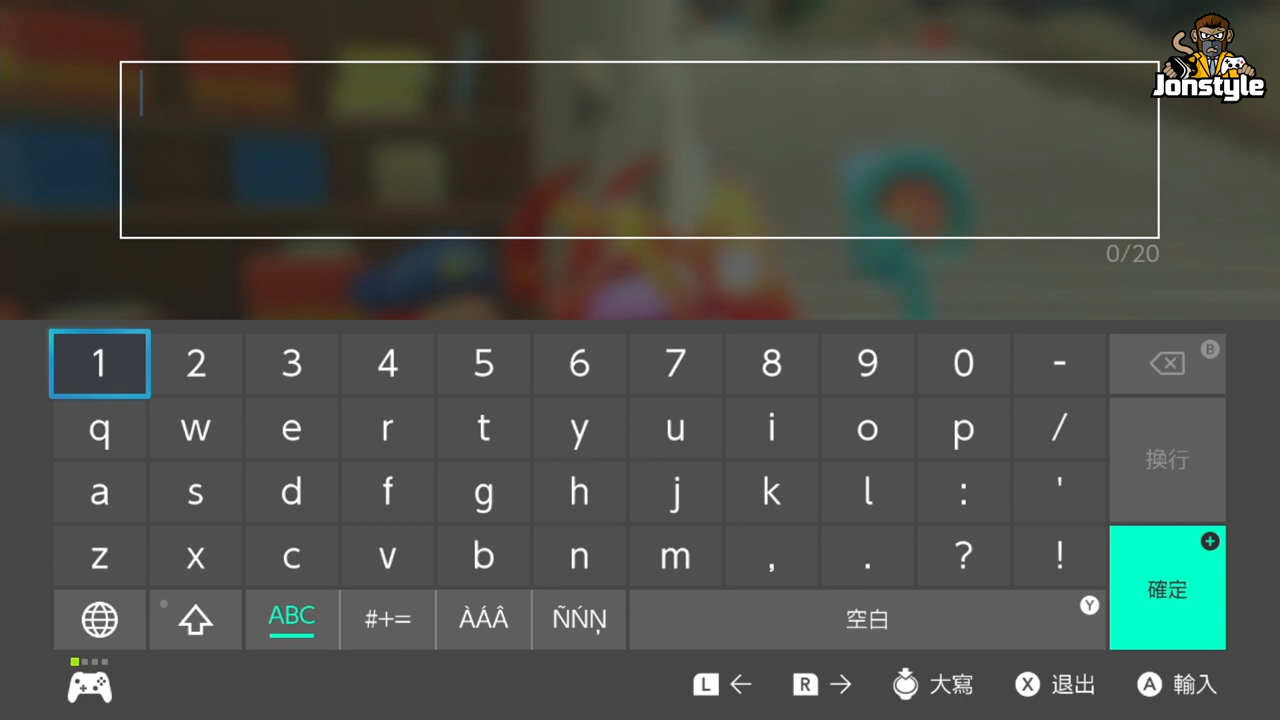 Jonstyle
0/20
1 2 3 4 5 6 7 8 9 0 - B
q w e r t y u i o p /
換行
a s d f g h j k l : '
z x c v b n m , . ? ! +
確定
ABC #+= ÀÁÂ ÑŃŅ 空白 Y
L ← R → 大寫 X 退出 A 輸入